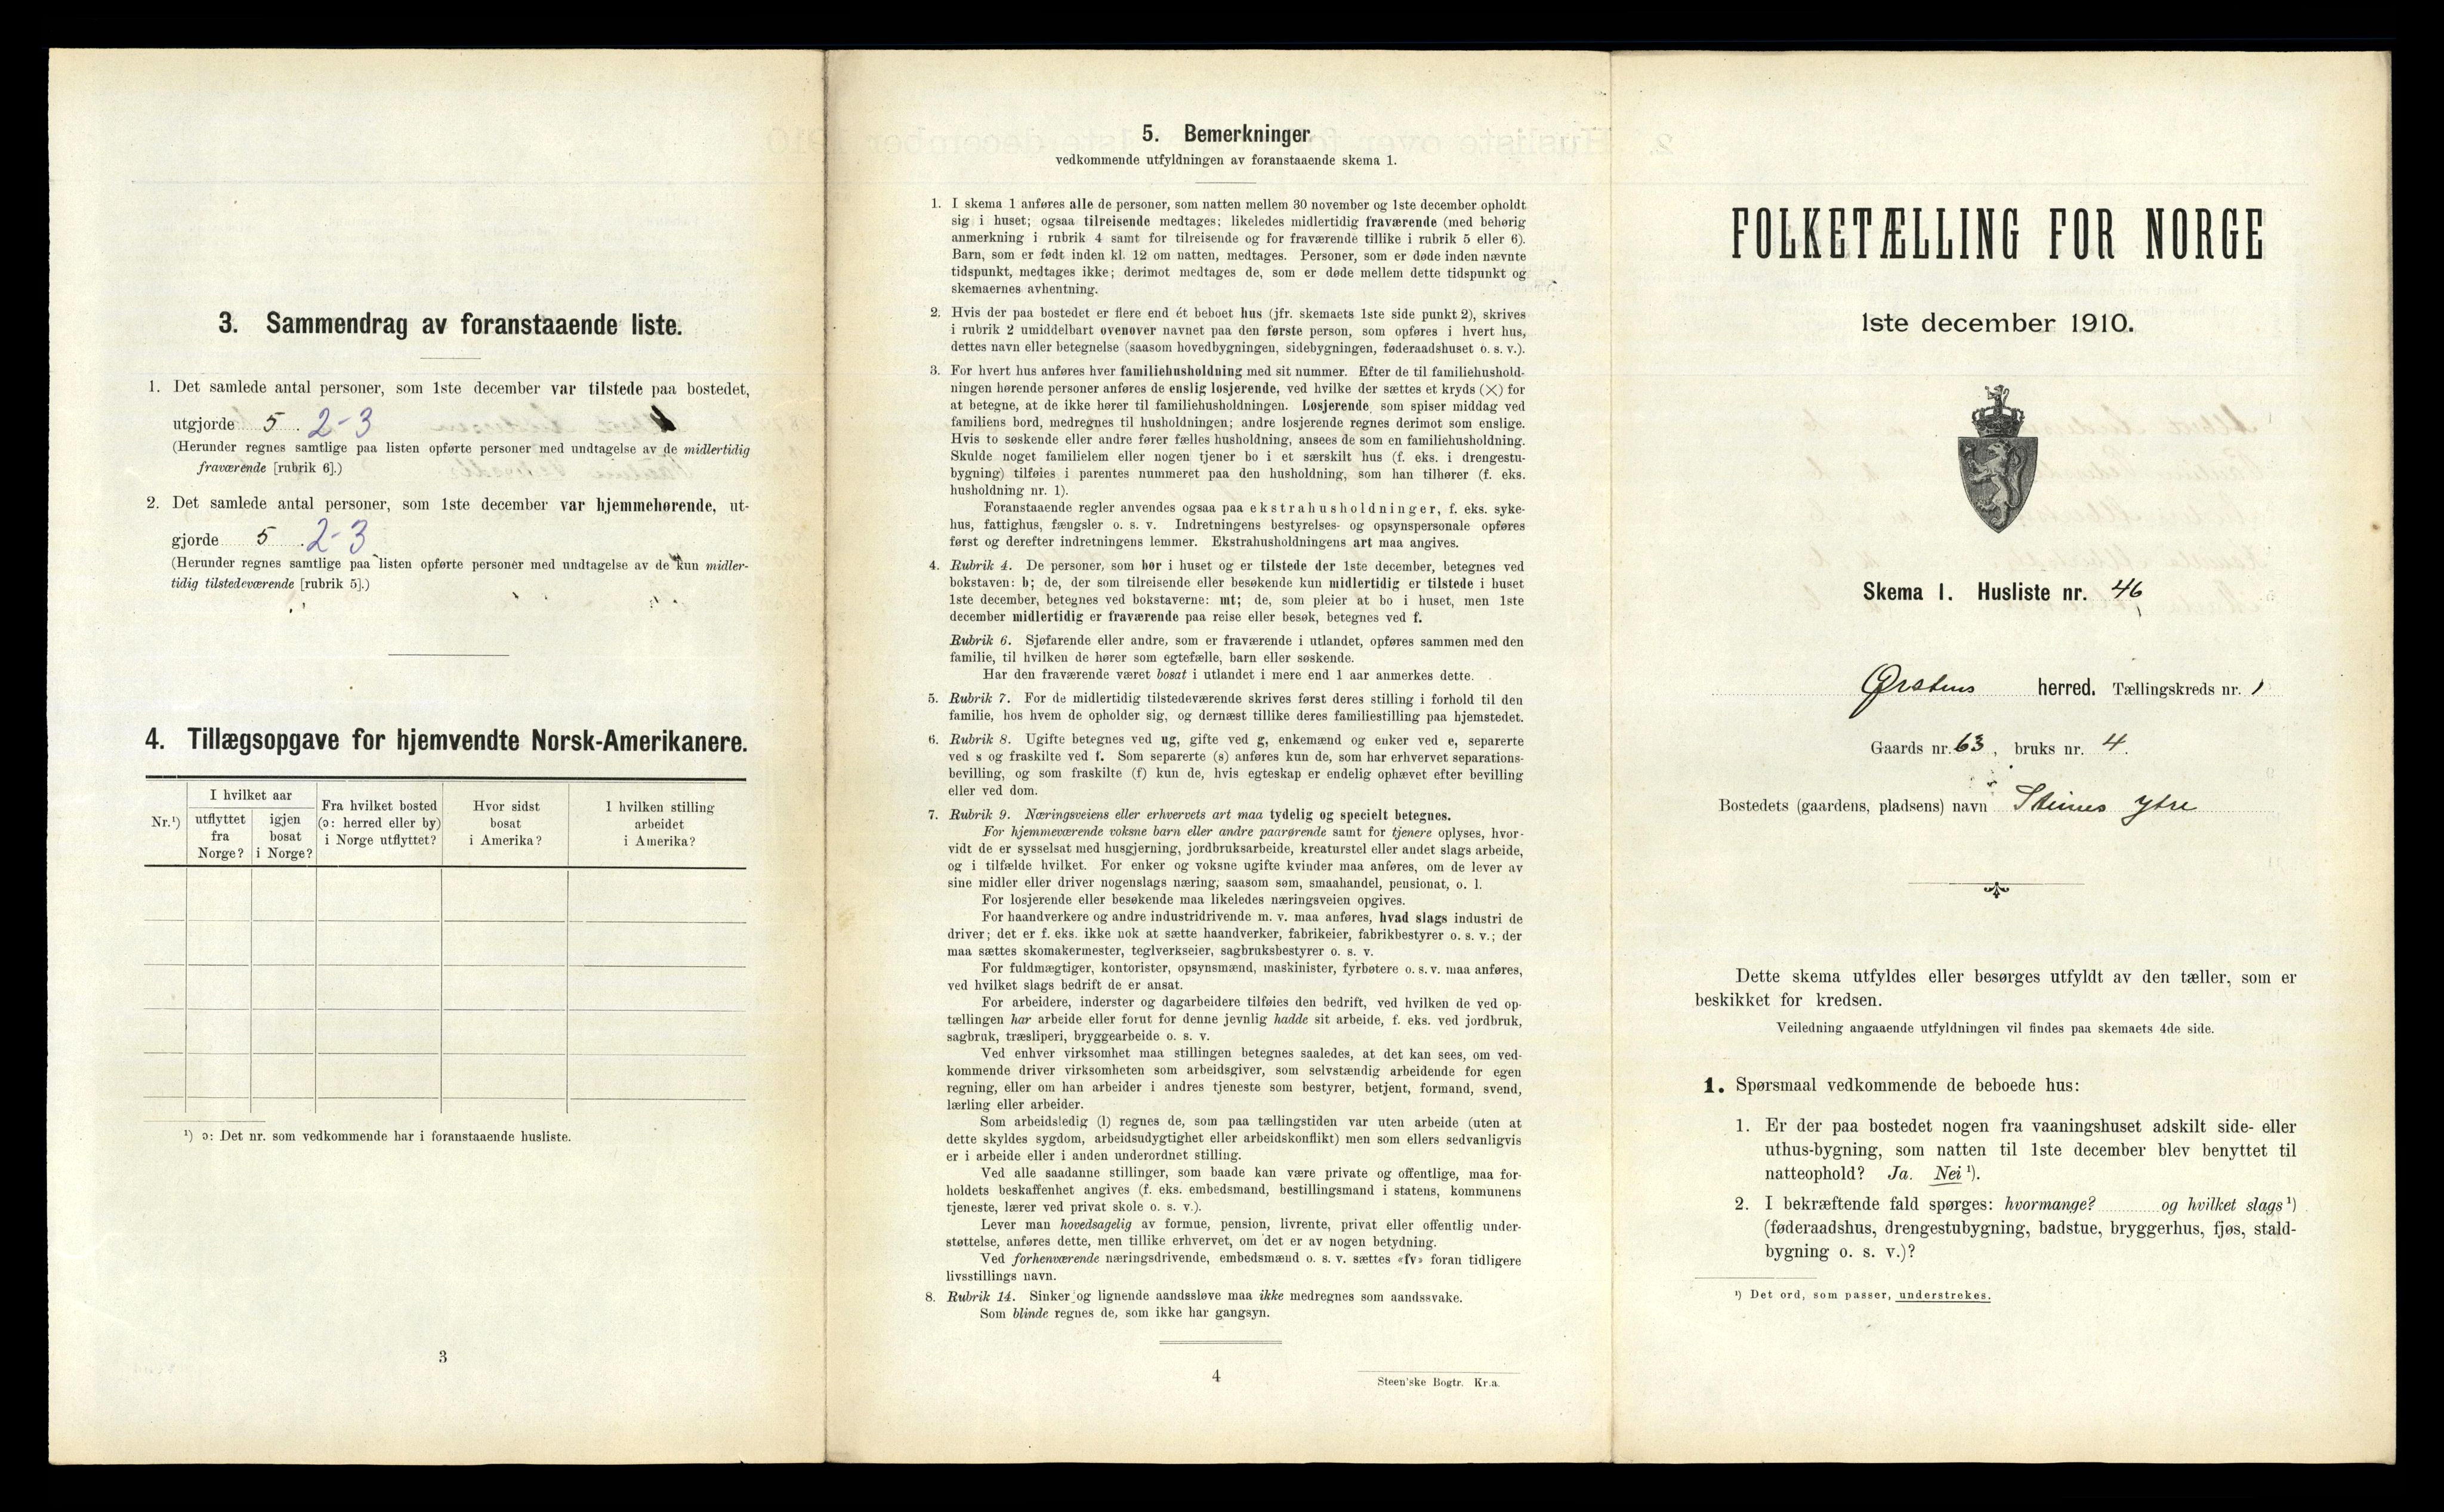 3. Sammendrag av foranstaaende liste.
1. Det samlede antal personer, som 1ste december var tilstede paa bostedet,
utgjorde 5 . 2-3
(Herunder regnes samtlige paa listen opførte personer med undtagelse av de midlertidig
fraværende [rubrik 6].)
2. Det samlede antal personer, som 1ste december var hjemmehørende, ut-
gjorde 5 . 2-3
(Herunder regnes samtlige paa listen opførte personer med undtagelse av de kun midler-
tidig tilstedeværende [rubrik 5].)
4. Tillægsopgave for hjemvendte Norsk-Amerikanere.
Nr.¹)
I hvilket aar
utflyttet
fra
Norge?
igjen
bosat
i Norge?
Fra hvilket bosted
(ɔ: herred eller by)
i Norge utflyttet?
Hvor sidst
bosat
i Amerika?
I hvilken stilling
arbeidet
i Amerika?
¹) ɔ: Det nr. som vedkommende har i foranstaaende husliste.
3
5. Bemerkninger
vedkommende utfyldningen av foranstaaende skema 1.
1. I skema 1 anføres alle de personer, som natten mellem 30 november og 1ste december opholdt
sig i huset; ogsaa tilreisende medtages; likeledes midlertidig fraværende (med behørig
anmerkning i rubrik 4 samt for tilreisende og for fraværende tillike i rubrik 5 eller 6).
Barn, som er født inden kl. 12 om natten, medtages. Personer, som er døde inden nævnte
tidspunkt, medtages ikke; derimot medtages de, som er døde mellem dette tidspunkt og
skemaernes avhentning.
2. Hvis der paa bostedet er flere end ét beboet hus (jfr. skemaets 1ste side punkt 2), skrives
i rubrik 2 umiddelbart ovenover navnet paa den første person, som opføres i hvert hus,
dettes navn eller betegnelse (saasom hovedbygningen, sidebygningen, føderaadshuset o. s. v.).
3. For hvert hus anføres hver familiehusholdning med sit nummer. Efter de til familiehushold-
ningen hørende personer anføres de enslig losjerende, ved hvilke der sættes et kryds (×) for
at betegne, at de ikke hører til familiehusholdningen. Losjerende som spiser middag ved
familiens bord, medregnes til husholdningen; andre losjerende regnes derimot som enslige.
Hvis to søskende eller andre fører fælles husholdning, ansees de som en familiehusholdning.
Skulde noget familielem eller nogen tjener bo i et særskilt hus (f. eks. i drengestu-
bygning) tilføies i parentes nummeret paa den husholdning, som han tilhører (f. eks.
husholdning nr. 1).
Foranstaaende regler anvendes ogsaa paa ekstrahusholdninger, f. eks. syke-
hus, fattighus, fængsler o. s. v. Indretningens bestyrelses- og opsynspersonale opføres
først og derefter indretningens lemmer. Ekstrahusholdningens art maa angives.
4. Rubrik 4. De personer, som bor i huset og er tilstede der 1ste december, betegnes ved
bokstaven: b; de, der som tilreisende eller besøkende kun midlertidig er tilstede i huset
1ste december, betegnes ved bokstaverne: mt; de, som pleier at bo i huset, men 1ste
december midlertidig er fraværende paa reise eller besøk, betegnes ved f.
Rubrik 6. Sjøfarende eller andre, som er fraværende i utlandet, opføres sammen med den
familie, til hvilken de hører som egtefælle, barn eller søskende.
Har den fraværende været bosat i utlandet i mere end 1 aar anmerkes dette.
5. Rubrik 7. For de midlertidig tilstedeværende skrives først deres stilling i forhold til den
familie, hos hvem de opholder sig, og dernæst tillike deres familiestilling paa hjemstedet.
6. Rubrik 8. Ugifte betegnes ved ug, gifte ved g, enkemænd og enker ved e, separerte
ved s og fraskilte ved f. Som separerte (s) anføres kun de, som har erhvervet separations-
bevilling, og som fraskilte (f) kun de, hvis egteskap er endelig ophævet efter bevilling
eller ved dom.
7. Rubrik 9. Næringsveiens eller erhvervets art maa tydelig og specielt betegnes.
For hjemmeværende voksne barn eller andre paarørende samt for tjenere oplyses, hvor-
vidt de er sysselsat med husgjerning, jordbruksarbeide, kreaturstel eller andet slags arbeide,
og i tilfælde hvilket. For enker og voksne ugifte kvinder maa anføres, om de lever av
sine midler eller driver nogenslags næring, saasom søm, smaahandel, pensionat, o. l.
For losjerende eller besøkende maa likeledes næringsveien opgives.
For haandverkere og andre industridrivende m. v. maa anføres, hvad slags industri de
driver; det er f. eks. ikke nok at sætte haandverker, fabrikeier, fabrikbestyrer o. s. v.; der
maa sættes skomakermester, teglverkseier, sagbruksbestyrer o. s. v.
For fuldmægtiger, kontorister, opsynsmænd, maskinister, fyrbøtere o. s. v. maa anføres,
ved hvilket slags bedrift de er ansat.
For arbeidere, inderster og dagarbeidere tilføies den bedrift, ved hvilken de ved op-
tællingen har arbeide eller forut for denne jevnlig hadde sit arbeide, f. eks. ved jordbruk,
sagbruk, træsliperi, bryggearbeide o. s. v.
Ved enhver virksomhet maa stillingen betegnes saaledes, at det kan sees, om ved-
kommende driver virksomheten som arbeidsgiver, som selvstændig arbeidende for egen
regning, eller om han arbeider i andres tjeneste som bestyrer, betjent, formand, svend,
lærling eller arbeider.
Som arbeidsledig (l) regnes de, som paa tællingstiden var uten arbeide (uten at
dette skyldes sygdom, arbeidsudygtighet eller arbeidskonflikt) men som ellers sedvanligvis
er i arbeide eller i anden underordnet stilling.
Ved alle saadanne stillinger, som baade kan være private og offentlige, maa for-
holdets beskaffenhet angives (f. eks. embedsmand, bestillingsmand i statens, kommunens
tjeneste, lærer ved privat skole o. s. v.).
Lever man hovedsagelig av formue, pension, livrente, privat eller offentlig under-
støttelse, anføres dette, men tillike erhvervet, om det er av nogen betydning.
Ved forhenværende næringsdrivende, embedsmænd o. s. v. sættes «fv» foran tidligere
livsstillings navn.
8. Rubrik 14. Sinker og lignende aandssløve maa ikke medregnes som aandssvake.
Som blinde regnes de, som ikke har gangsyn.
4
Steen'ske Bogtr. Kr.a.
FOLKETÆLLING FOR NORGE
1ste december 1910.
Skema 1. Husliste nr. 46
Ørstens herred. Tællingskreds nr. 1
Gaards nr. 63, bruks nr. 4.
Bostedets (gaardens, pladsens) navn Steines ytre
Dette skema utfyldes eller besørges utfyldt av den tæller, som er
beskikket for kredsen.
Veiledning angaaende utfyldningen vil findes paa skemaets 4de side.
1. Spørsmaal vedkommende de beboede hus:
1. Er der paa bostedet nogen fra vaaningshuset adskilt side- eller
uthus-bygning, som natten til 1ste december blev benyttet til
natteophold? Ja. Nei ¹).
2. I bekræftende fald spørges: hvormange? og hvilket slags ¹)
(føderaadshus, drengestubygning, badstue, bryggerhus, fjøs, stald-
bygning o. s. v.)?
¹) Det ord, som passer, understrekes.